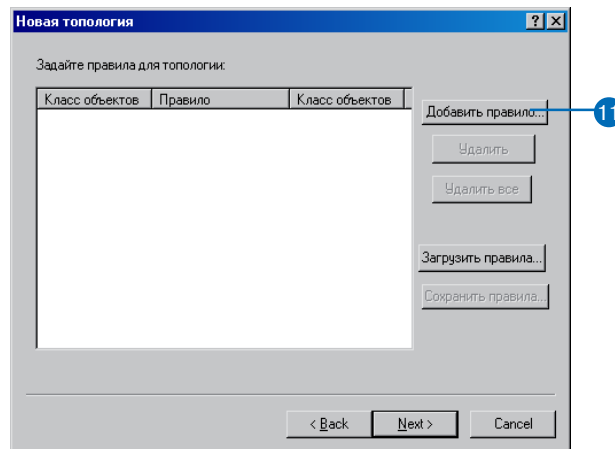 Новая топология
? ×
Задайте правила для топологии:
Класс объектов Правило Класс объектов
Добавить правило...
11
Удалить
Удалить все
Загрузить правила...
Сохранить правила...
< Back Next > Cancel